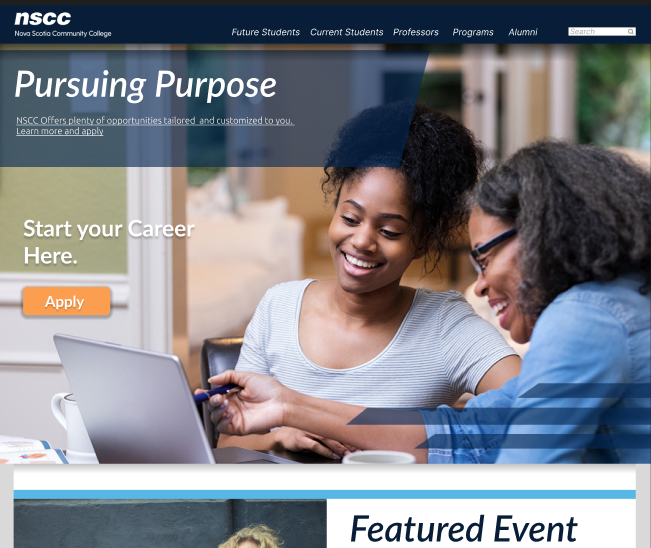 nscc
Nova Scotia Community College
Future Students Current Students Professors Programs Alumni Search
Pursuing Purpose
NSCC Offers plenty of opportunities tailored and customized to you.
Learn more and apply
Start your Career
Here.
Apply
Featured Event